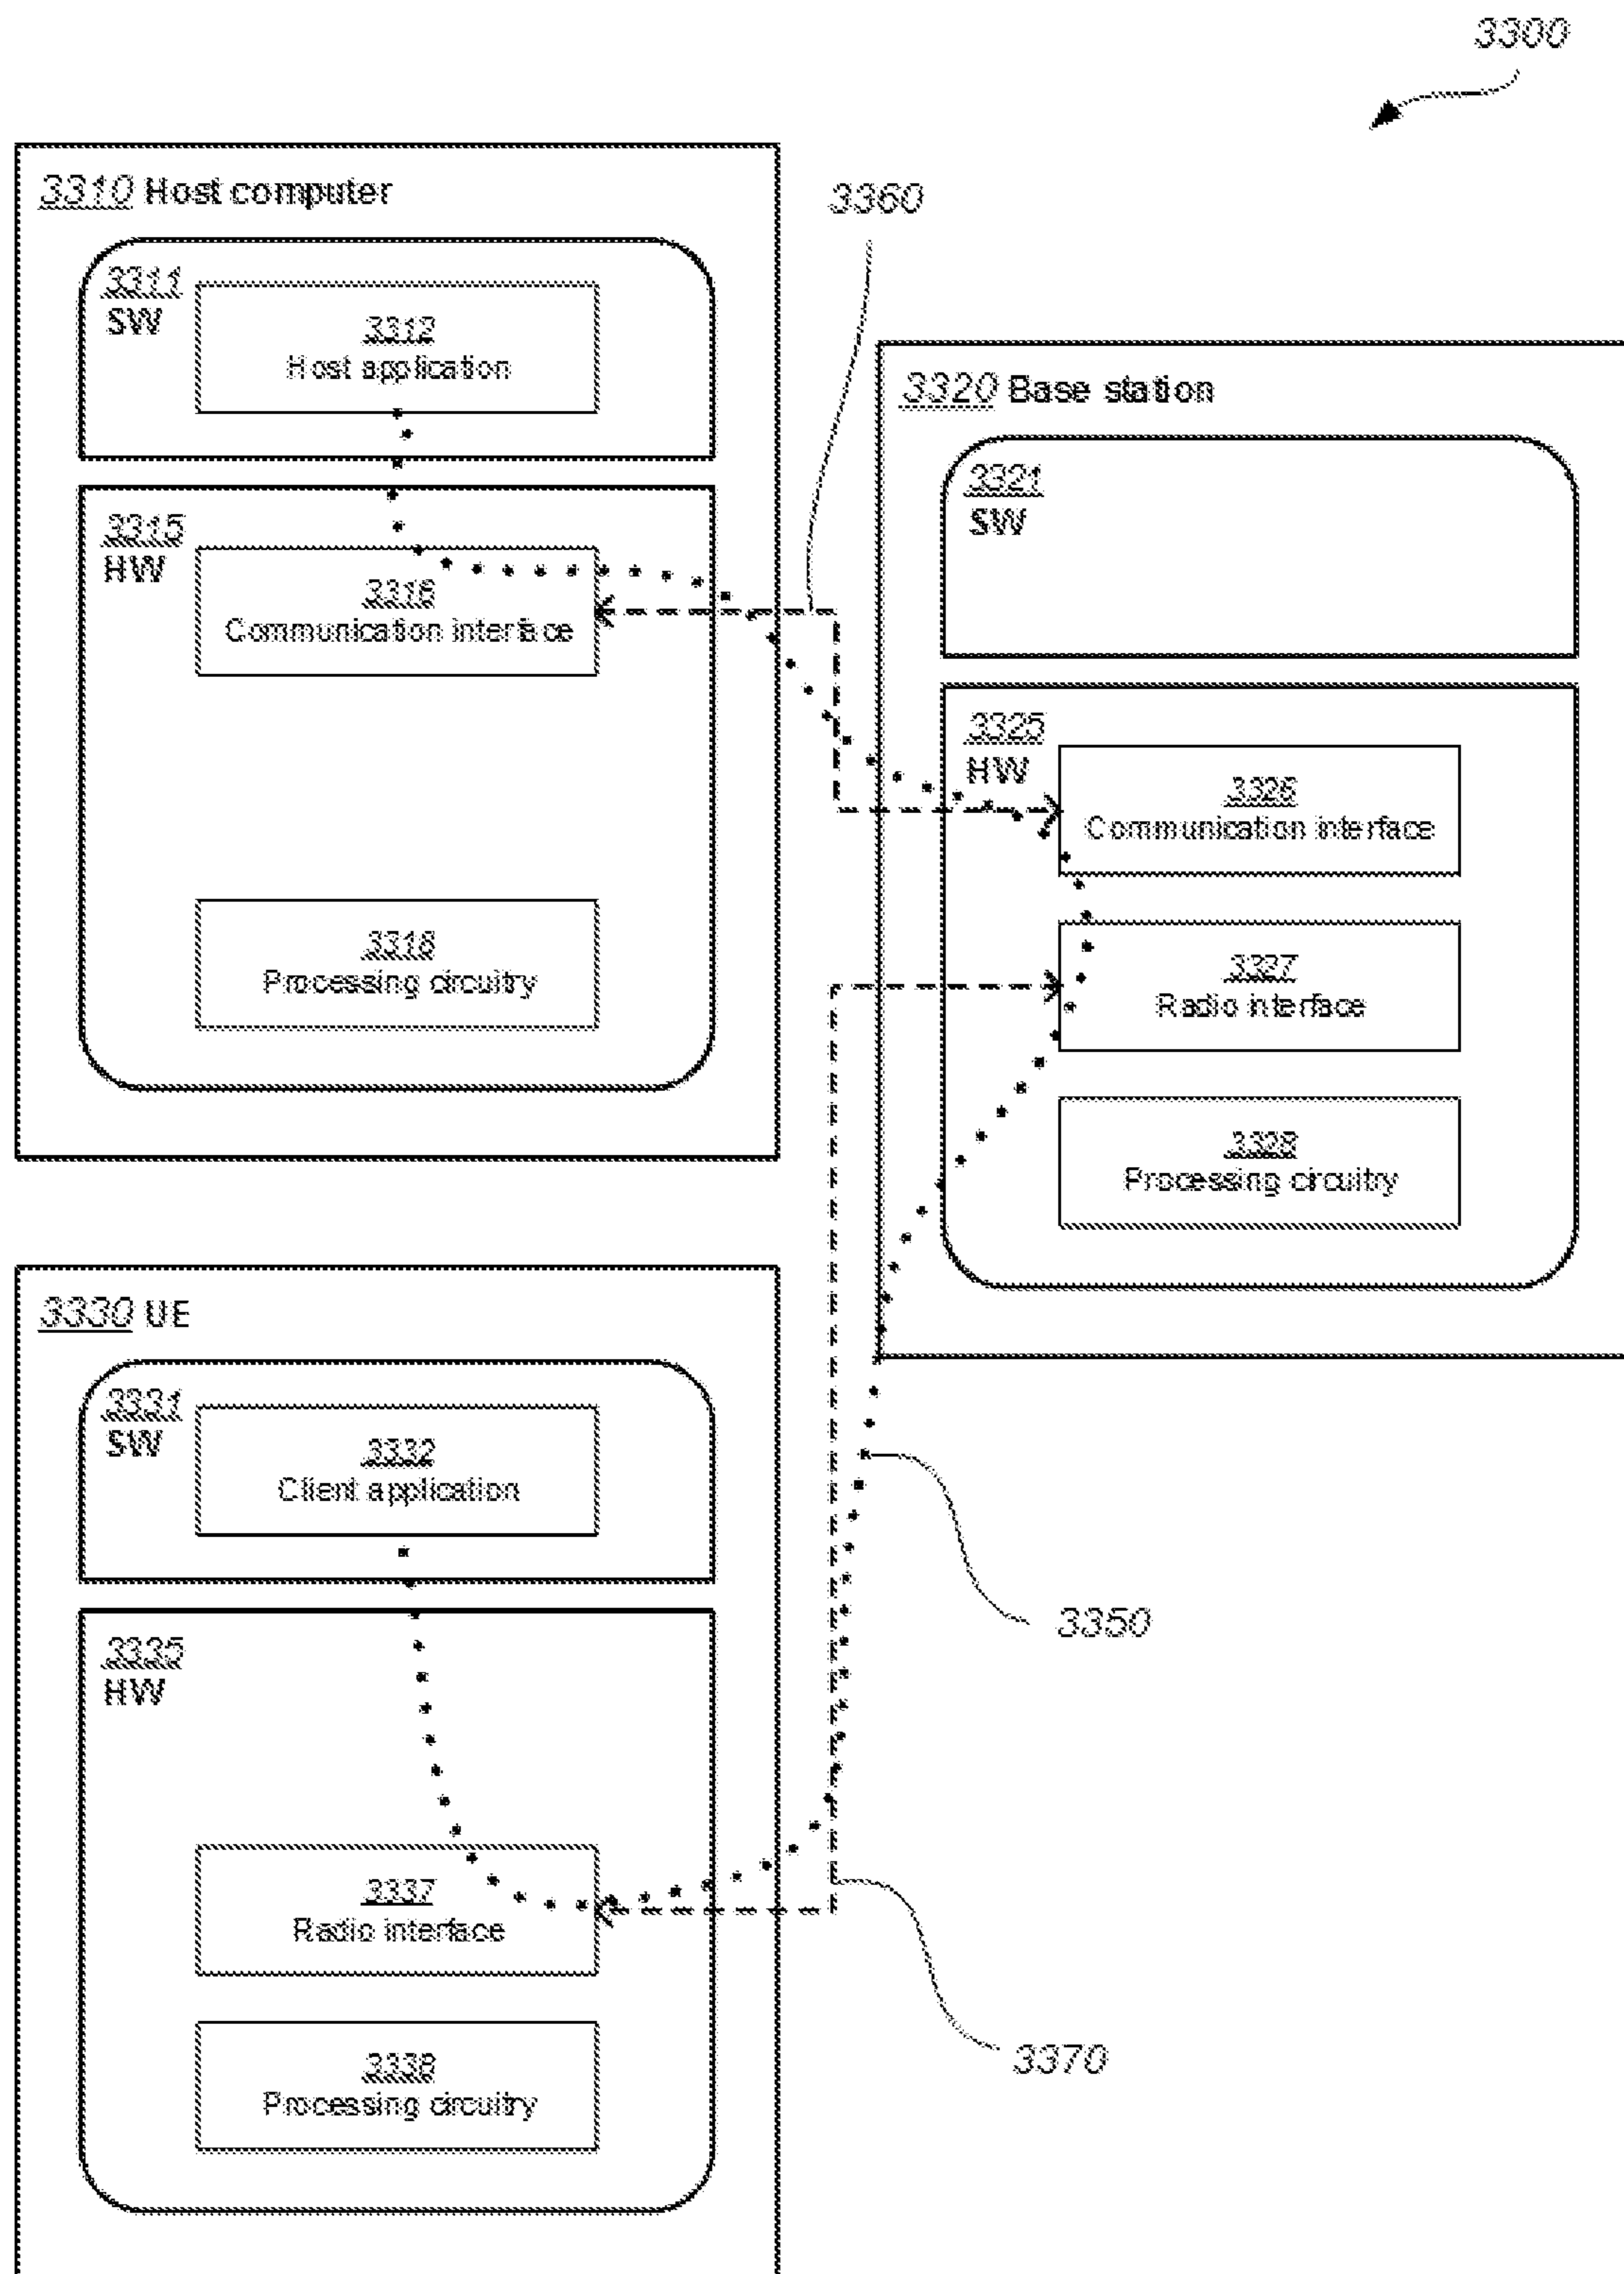 3300
3310 Host computer
3360
3311
SW
3312
Host application
3315
HW
3316
Communication interface
3318
Processing circuitry
3320 Base station
3321
SW
3325
HW
3326
Communication interface
3327
Radio interface
3328
Processing circuitry
3330 UE
3331
SW
3332
Client application
3335
HW
3337
Radio interface
3338
Processing circuitry
3350
3370